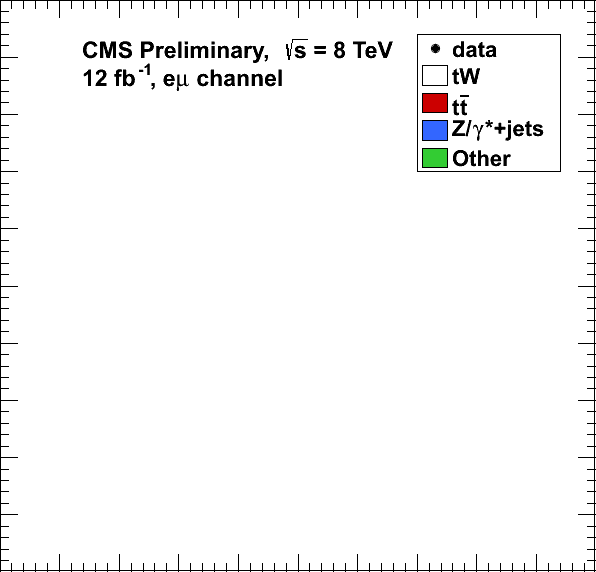 CMS Preliminary, √s = 8 TeV
12 fb⁻¹, eμ channel
data
tW
tt̅
Z/γ*+jets
Other